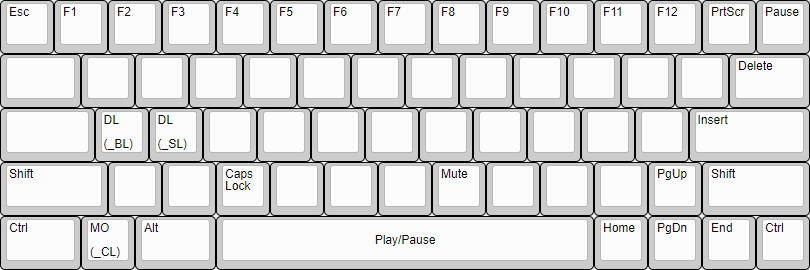 Esc F1 F2 F3 F4 F5 F6 F7 F8 F9 F10 F11 F12 PrtScr Pause
Delete
DL DL Insert
(_BL) (_SL)
Shift Caps Mute PgUp Shift
Lock
Ctrl MO Alt Home PgDn End Ctrl
Play/Pause
(_CL)